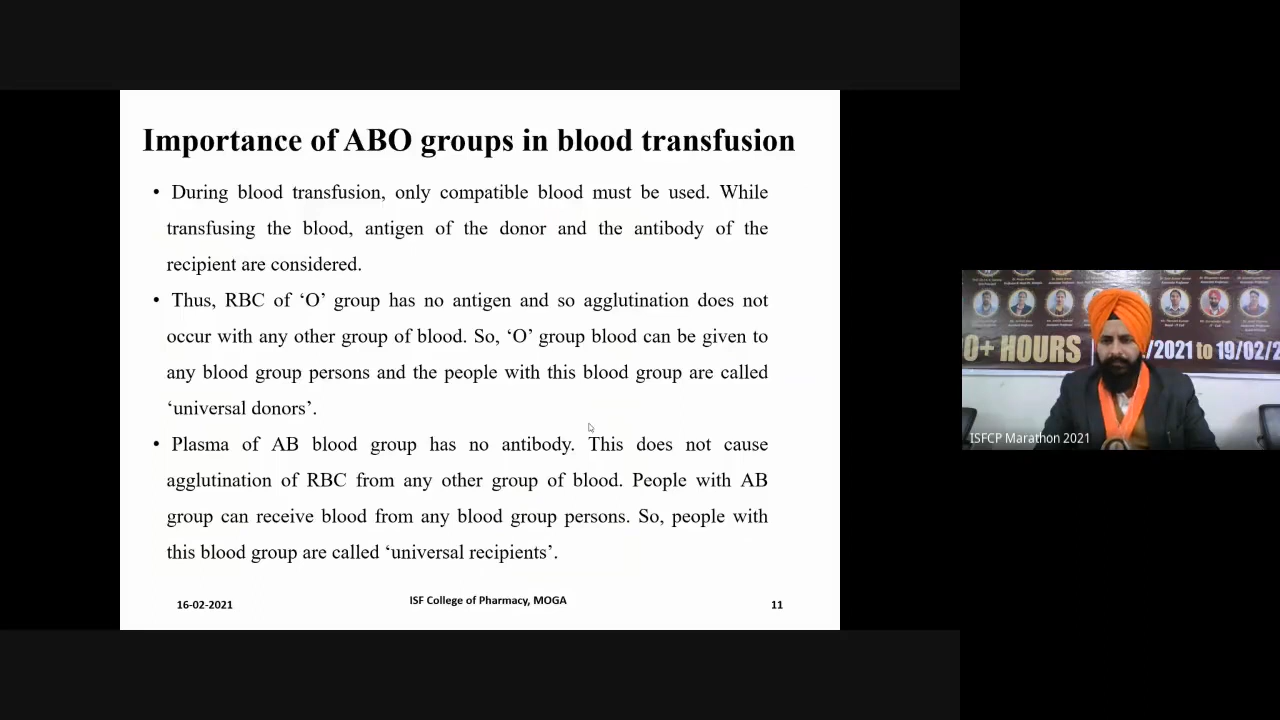 Importance of ABO groups in blood transfusion
• During blood transfusion, only compatible blood must be used. While
transfusing the blood, antigen of the donor and the antibody of the
recipient are considered.
• Thus, RBC of ‘O’ group has no antigen and so agglutination does not
occur with any other group of blood. So, ‘O’ group blood can be given to
any blood group persons and the people with this blood group are called
‘universal donors’.
• Plasma of AB blood group has no antibody. This does not cause
agglutination of RBC from any other group of blood. People with AB
group can receive blood from any blood group persons. So, people with
this blood group are called ‘universal recipients’.
16-02-2021
ISF College of Pharmacy, MOGA
11
0+ HOURS
/2021 to 19/02/2
ISFCP Marathon 2021